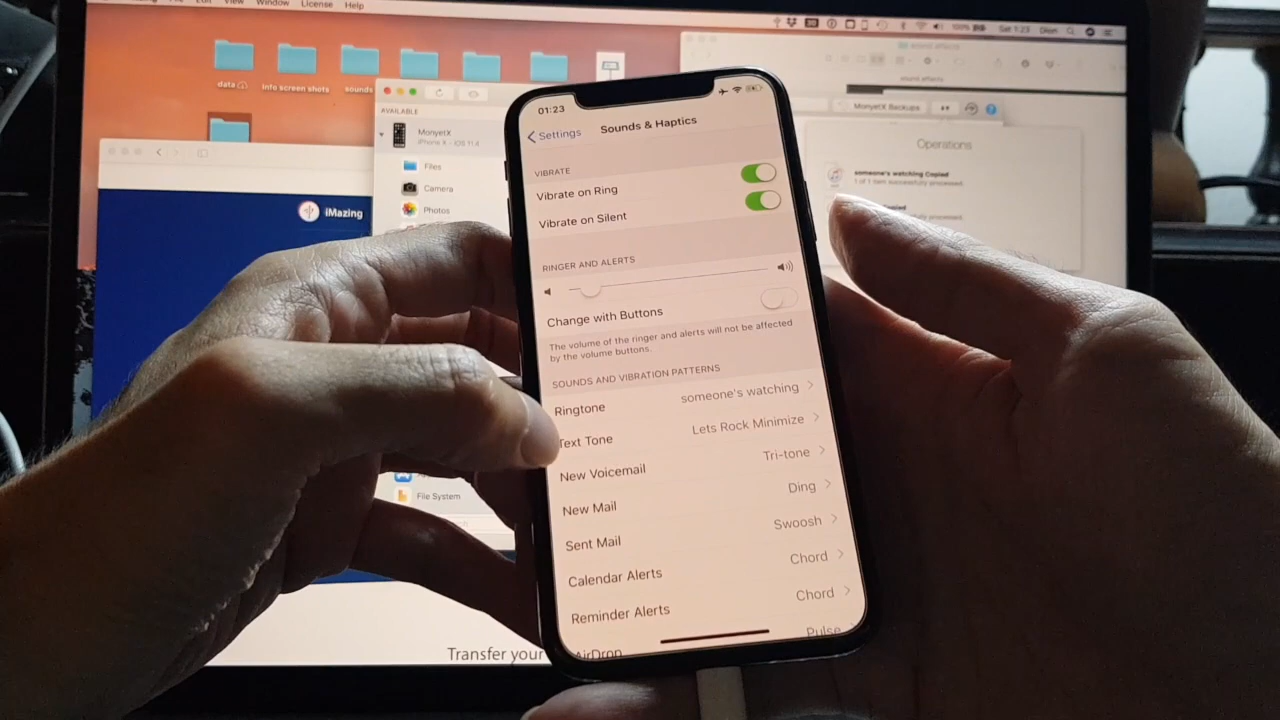 Edit View Window License Help
100% Sat 1:23 Dion
data
Info screen shots
sounds
sound effects
sound effects
AVAILABLE
MonyetX
iPhone X - iOS 11.4
Files
Camera
Photos
File System
iMazing
Transfer your
MonyetX Backups
Operations
someone's watching Copied
1 of 1 item successfully processed.
Copied
01:23
Settings
Sounds & Haptics
VIBRATE
Vibrate on Ring
Vibrate on Silent
RINGER AND ALERTS
Change with Buttons
The volume of the ringer and alerts will not be affected
by the volume buttons.
SOUNDS AND VIBRATION PATTERNS
Ringtone someone's watching
Text Tone Lets Rock Minimize
New Voicemail Tri-tone
New Mail Ding
Sent Mail Swoosh
Calendar Alerts Chord
Reminder Alerts Chord
AirDrop Pulse